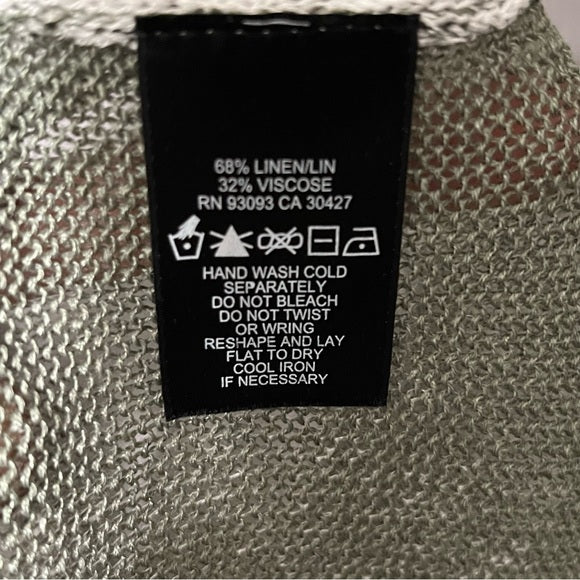 68% LINEN/LIN
32% VISCOSE
RN 93093 CA 30427
HAND WASH COLD
SEPARATELY
DO NOT BLEACH
DO NOT TWIST
OR WRING
RESHAPE AND LAY
FLAT TO DRY
COOL IRON
IF NECESSARY